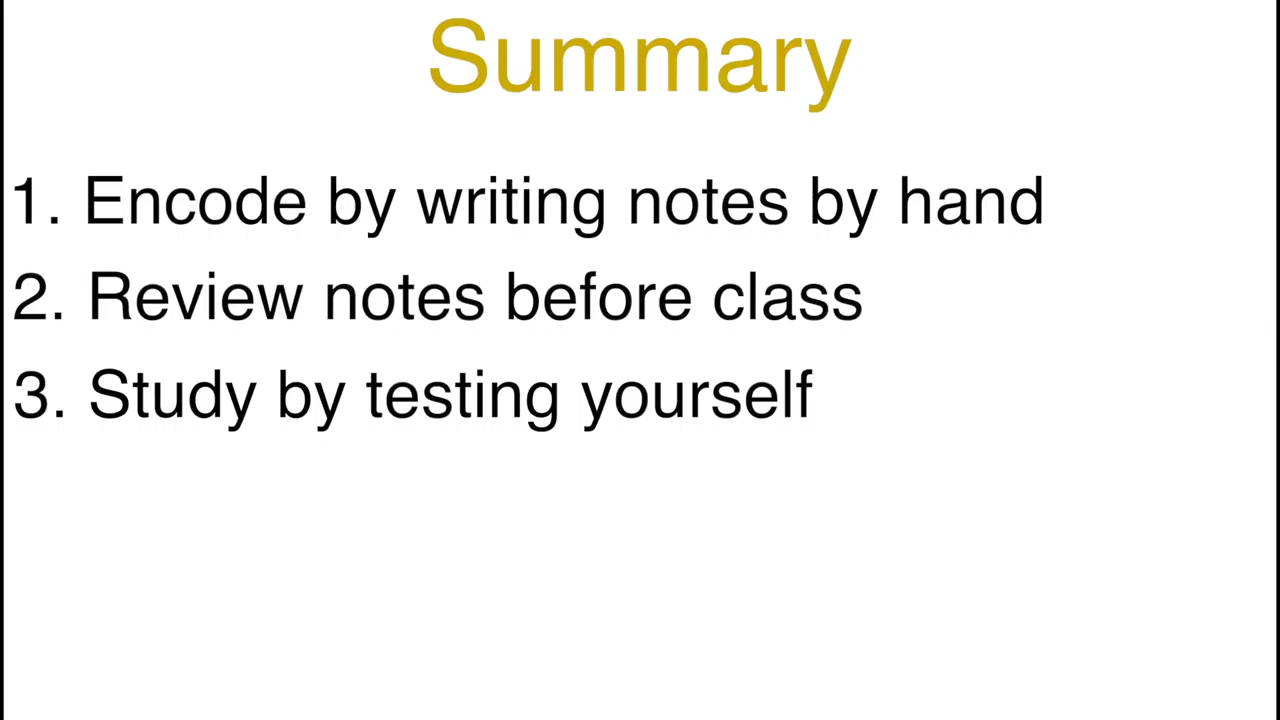 Summary
1. Encode by writing notes by hand
2. Review notes before class
3. Study by testing yourself